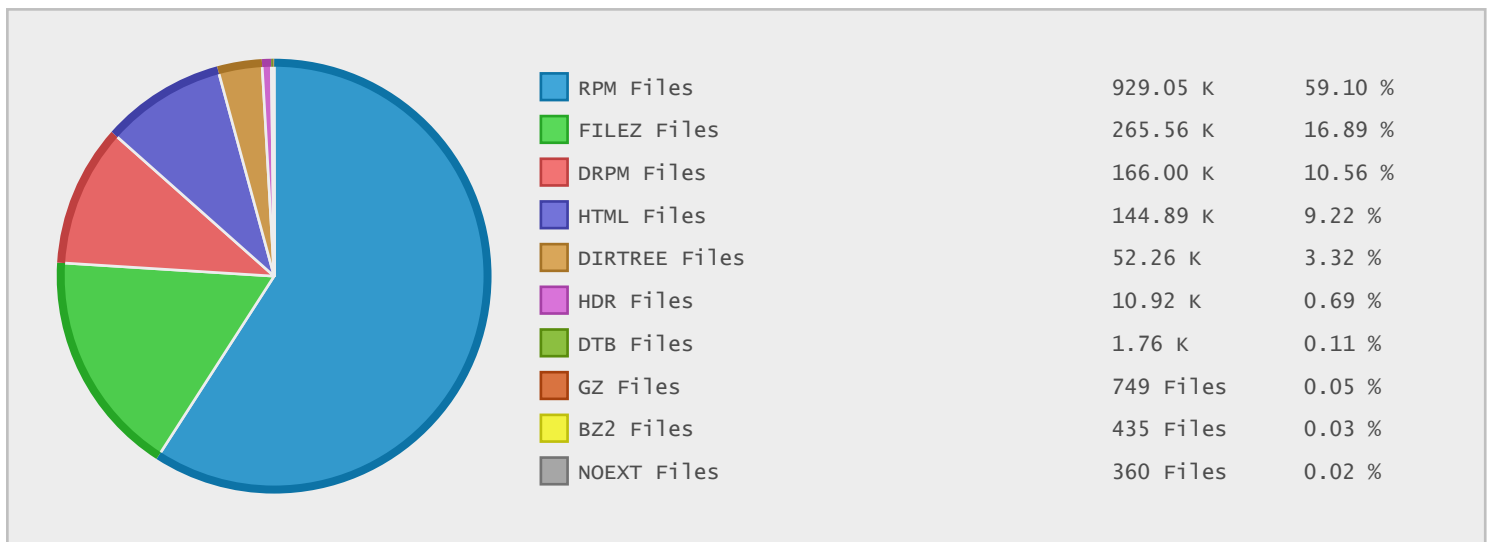 RPM Files 929.05 K 59.10 %
FILEZ Files 265.56 K 16.89 %
DRPM Files 166.00 K 10.56 %
HTML Files 144.89 K 9.22 %
DIRTREE Files 52.26 K 3.32 %
HDR Files 10.92 K 0.69 %
DTB Files 1.76 K 0.11 %
GZ Files 749 Files 0.05 %
BZ2 Files 435 Files 0.03 %
NOEXT Files 360 Files 0.02 %